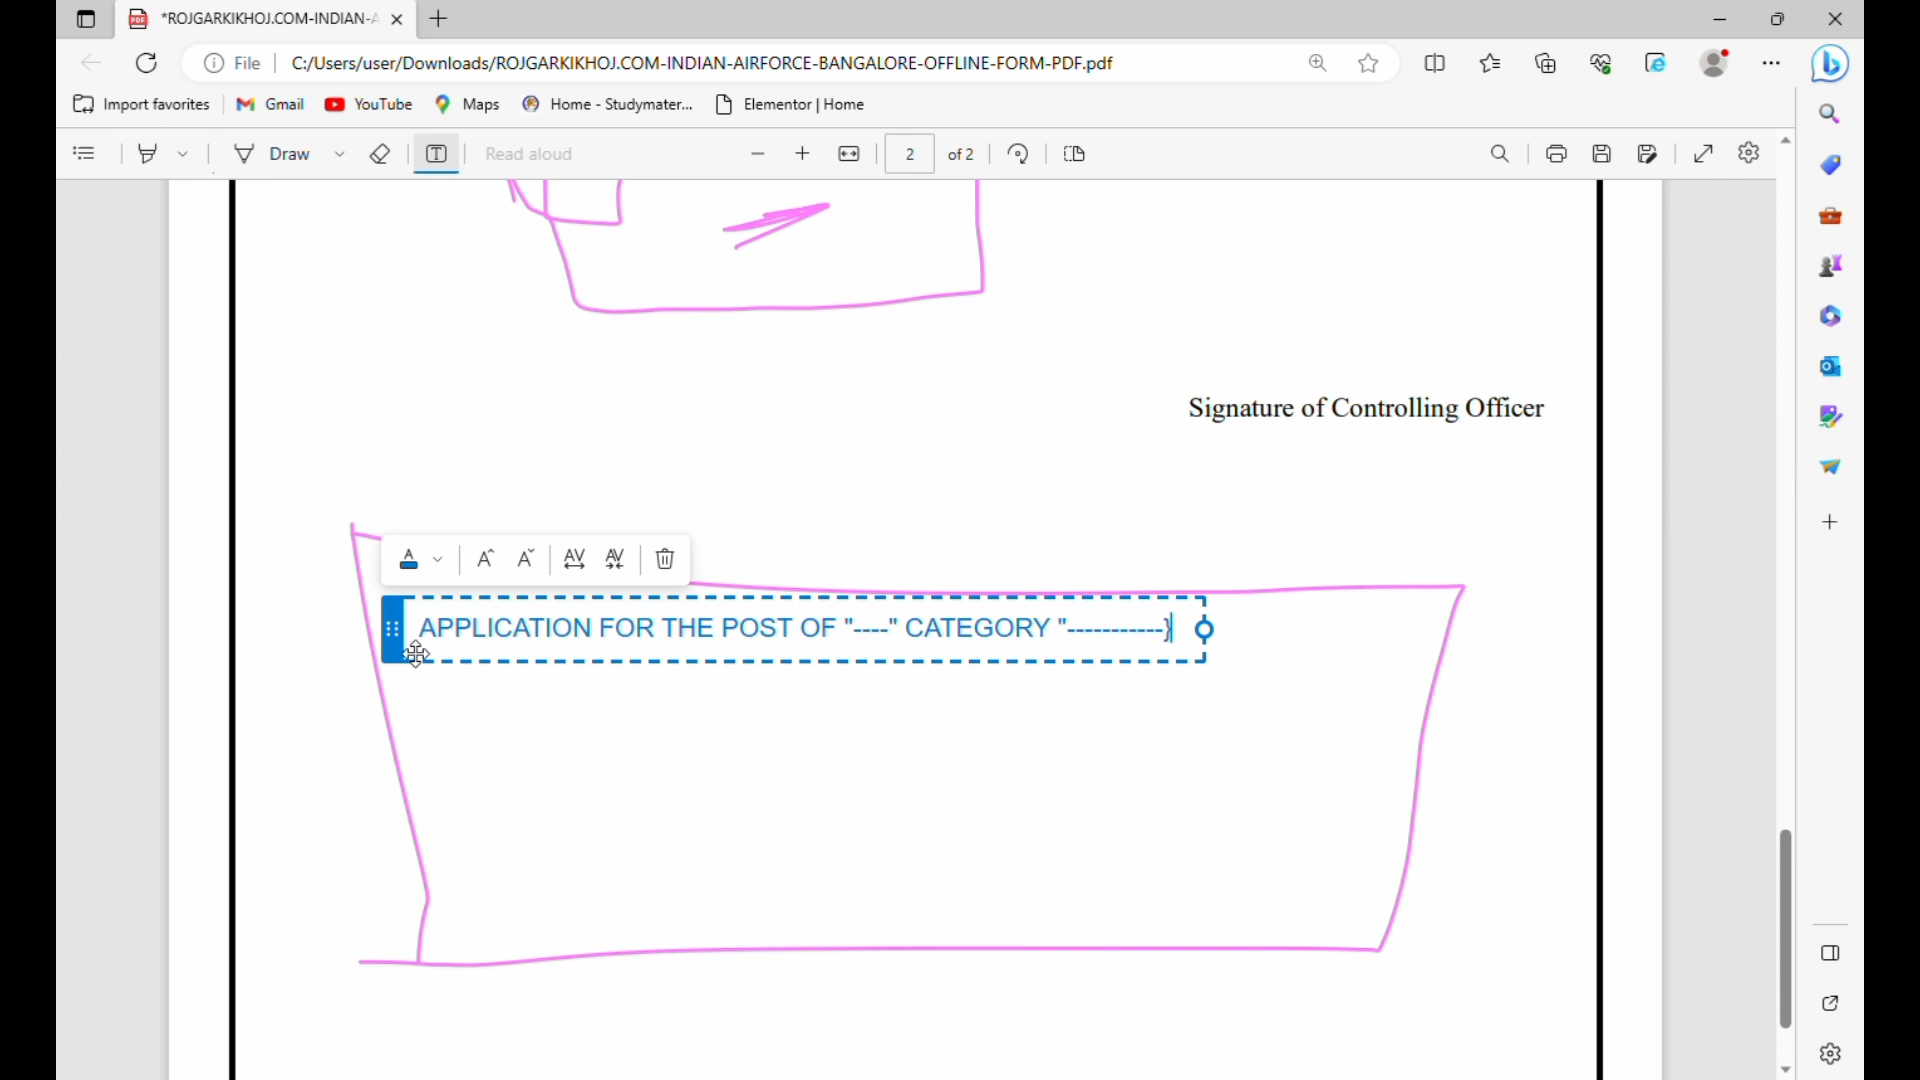 *ROJGARKIKHOJ.COM-INDIAN-A
File
C:/Users/user/Downloads/ROJGARKIKHOJ.COM-INDIAN-AIRFORCE-BANGALORE-OFFLINE-FORM-PDF.pdf
Import favorites
Gmail
YouTube
Maps
Home - Studymater...
Elementor | Home
Draw
Read aloud
2
of 2
Signature of Controlling Officer
APPLICATION FOR THE POST OF "----" CATEGORY "-----------}